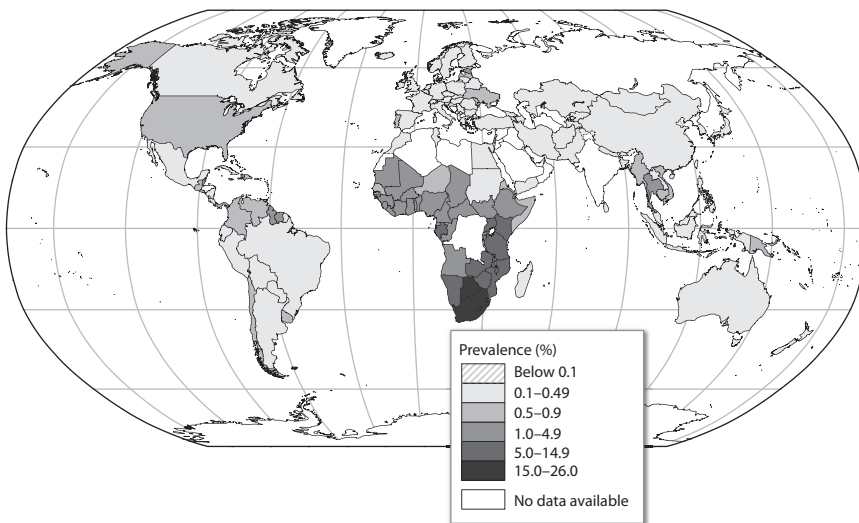 Prevalence (%)
Below 0.1
0.1–0.49
0.5–0.9
1.0–4.9
5.0–14.9
15.0–26.0
No data available